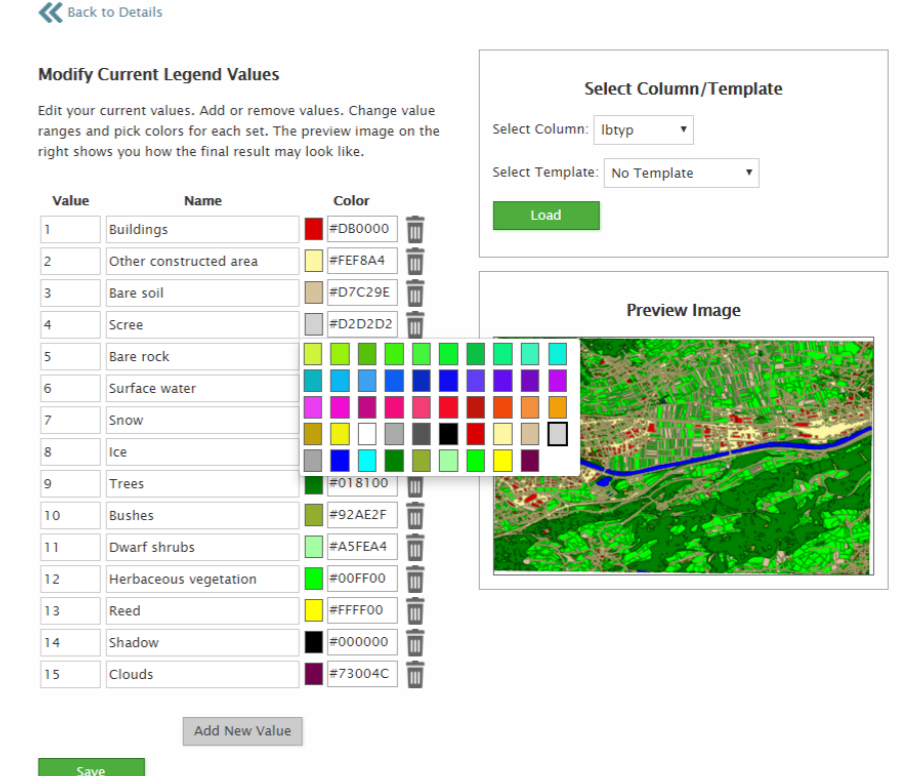 Back to Details
Modify Current Legend Values
Edit your current values. Add or remove values. Change value
ranges and pick colors for each set. The preview image on the
right shows you how the final result may look like.
Value Name Color
1 Buildings #DB0000
2 Other constructed area #FEF8A4
3 Bare soil #D7C29E
4 Scree #D2D2D2
5 Bare rock
6 Surface water
7 Snow
8 Ice
9 Trees #018100
10 Bushes #92AE2F
11 Dwarf shrubs #A5FEA4
12 Herbaceous vegetation #00FF00
13 Reed #FFFF00
14 Shadow #000000
15 Clouds #73004C
Add New Value
Save
Select Column/Template
Select Column: lbtyp
Select Template: No Template
Load
Preview Image